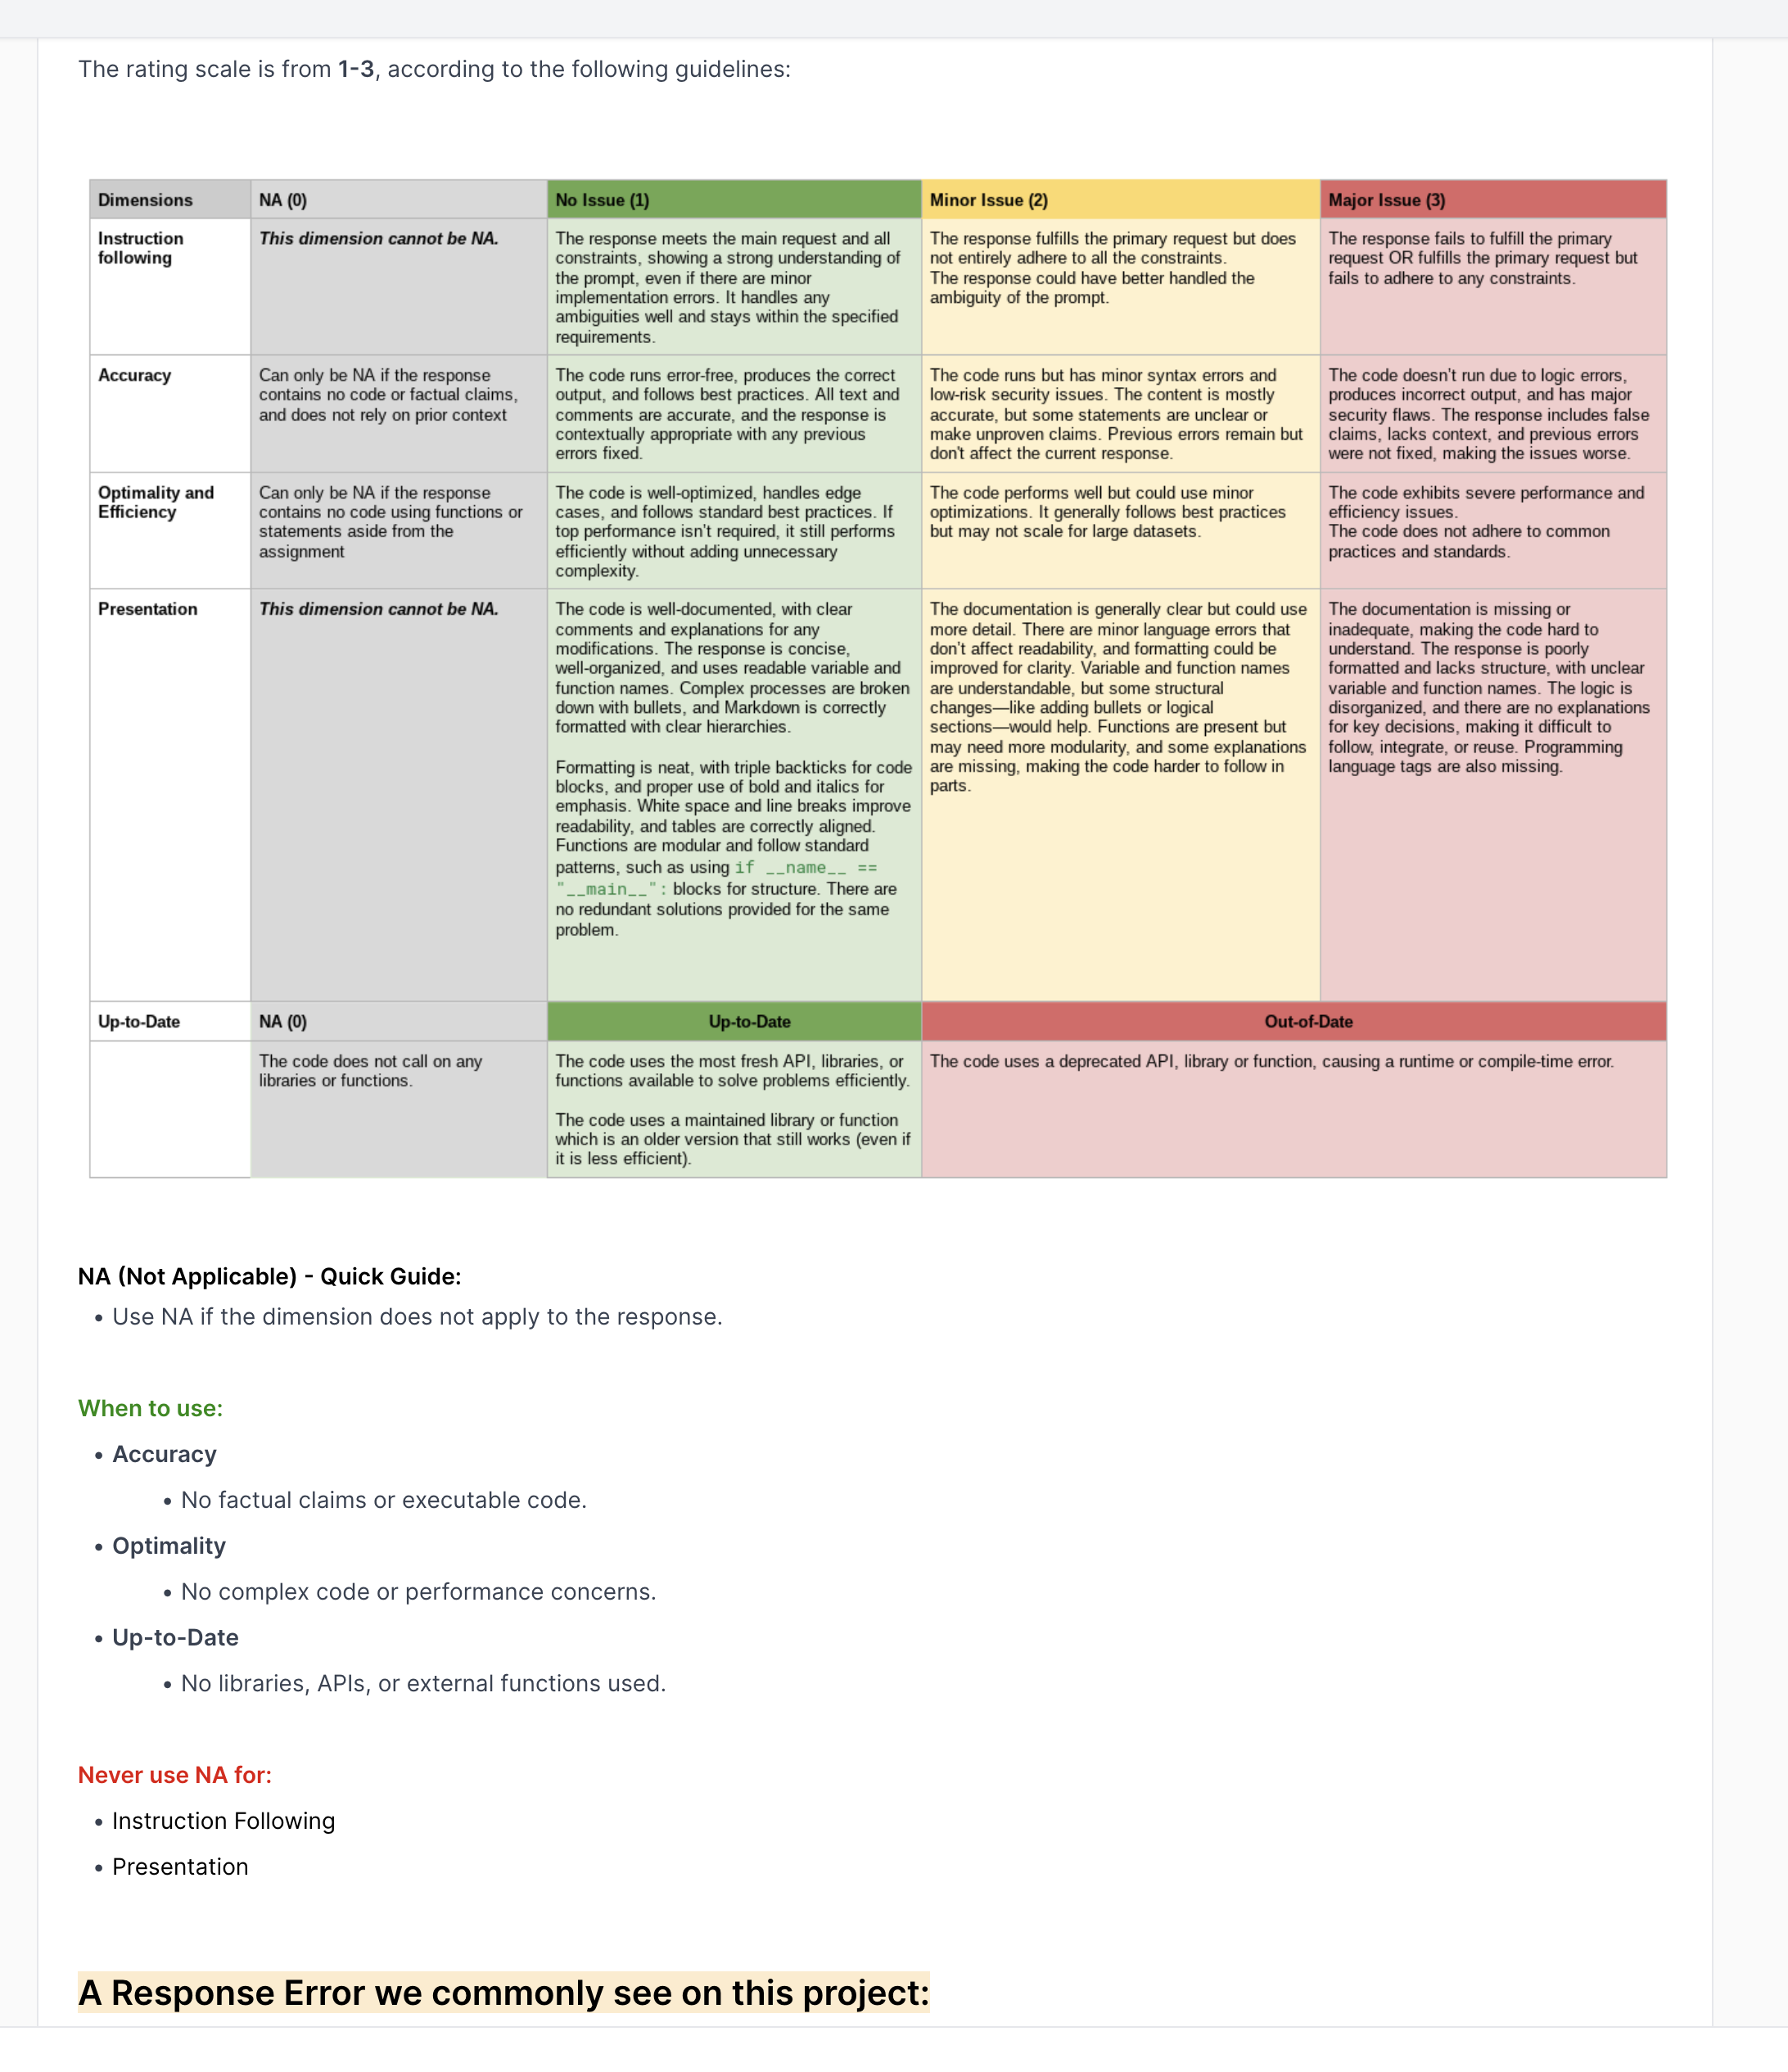 The rating scale is from 1-3, according to the following guidelines:
Dimensions
NA (0)
No Issue (1)
Minor Issue (2)
Major Issue (3)
Instruction
following
This dimension cannot be NA.
The response meets the main request and all
constraints, showing a strong understanding of
the prompt, even if there are minor
implementation errors. It handles any
ambiguities well and stays within the specified
requirements.
The response fulfills the primary request but does
not entirely adhere to all the constraints.
The response could have better handled the
ambiguity of the prompt.
The response fails to fulfill the primary
request OR fulfills the primary request but
fails to adhere to any constraints.
Accuracy
Can only be NA if the response
contains no code or factual claims,
and does not rely on prior context
The code runs error-free, produces the correct
output, and follows best practices. All text and
comments are accurate, and the response is
contextually appropriate with any previous
errors fixed.
The code runs but has minor syntax errors and
low-risk security issues. The content is mostly
accurate, but some statements are unclear or
make unproven claims. Previous errors remain but
don't affect the current response.
The code doesn't run due to logic errors,
produces incorrect output, and has major
security flaws. The response includes false
claims, lacks context, and previous errors
were not fixed, making the issues worse.
Optimality and
Efficiency
Can only be NA if the response
contains no code using functions or
statements aside from the
assignment
The code is well-optimized, handles edge
cases, and follows standard best practices. If
top performance isn't required, it still performs
efficiently without adding unnecessary
complexity.
The code performs well but could use minor
optimizations. It generally follows best practices
but may not scale for large datasets.
The code exhibits severe performance and
efficiency issues.
The code does not adhere to common
practices and standards.
Presentation
This dimension cannot be NA.
The code is well-documented, with clear
comments and explanations for any
modifications. The response is concise,
well-organized, and uses readable variable and
function names. Complex processes are broken
down with bullets, and Markdown is correctly
formatted with clear hierarchies.
Formatting is neat, with triple backticks for code
blocks, and proper use of bold and italics for
emphasis. White space and line breaks improve
readability, and tables are correctly aligned.
Functions are modular and follow standard
patterns, such as using if __name__ ==
"__main__": blocks for structure. There are
no redundant solutions provided for the same
problem.
The documentation is generally clear but could use
more detail. There are minor language errors that
don't affect readability, and formatting could be
improved for clarity. Variable and function names
are understandable, but some structural
changes—like adding bullets or logical
sections—would help. Functions are present but
may need more modularity, and some explanations
are missing, making the code harder to follow in
parts.
The documentation is missing or
inadequate, making the code hard to
understand. The response is poorly
formatted and lacks structure, with unclear
variable and function names. The logic is
disorganized, and there are no explanations
for key decisions, making it difficult to
follow, integrate, or reuse. Programming
language tags are also missing.
Up-to-Date
NA (0)
Up-to-Date
Out-of-Date
The code does not call on any
libraries or functions.
The code uses the most fresh API, libraries, or
functions available to solve problems efficiently.
The code uses a maintained library or function
which is an older version that still works (even if
it is less efficient).
The code uses a deprecated API, library or function, causing a runtime or compile-time error.
NA (Not Applicable) - Quick Guide:
• Use NA if the dimension does not apply to the response.
When to use:
• Accuracy
• No factual claims or executable code.
• Optimality
• No complex code or performance concerns.
• Up-to-Date
• No libraries, APIs, or external functions used.
Never use NA for:
• Instruction Following
• Presentation
A Response Error we commonly see on this project: